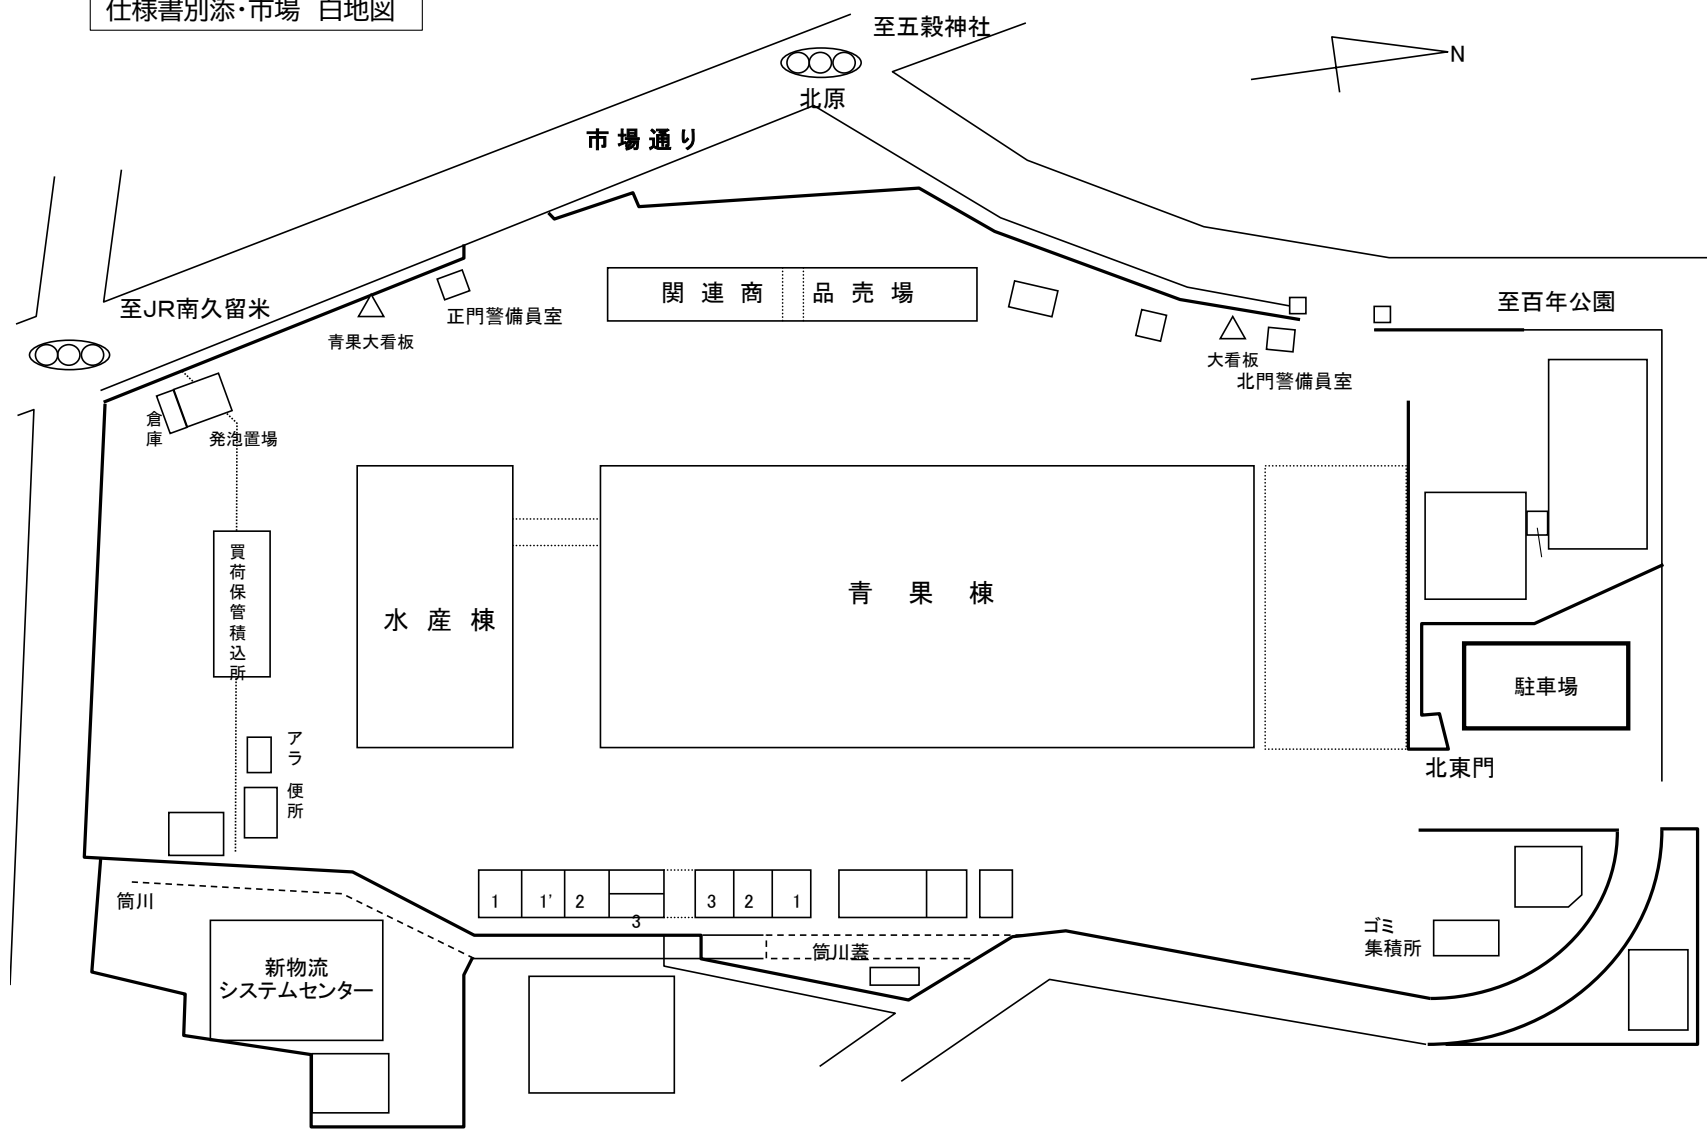 仕様書別添・市場 白地図
至五穀神社
N
北原
市場通り
至JR南久留米
関連商品売場
至百年公園
正門警備員室
青果大看板
大看板
北門警備員室
倉庫
発泡置場
買荷保管積込所
水産棟
青果棟
駐車場
北東門
アラ
便所
筒川
1 1' 2 3 3 2 1
筒川蓋
ゴミ
集積所
新物流
システムセンター